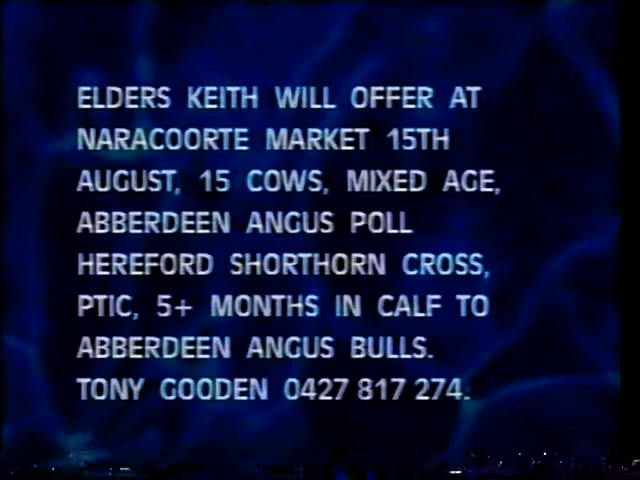 ELDERS KEITH WILL OFFER AT
NARACOORTE MARKET 15TH
AUGUST, 15 COWS, MIXED AGE,
ABBERDEEN ANGUS POLL
HEREFORD SHORTHORN CROSS,
PTIC, 5+ MONTHS IN CALF TO
ABBERDEEN ANGUS BULLS.
TONY GOODEN 0427 817 274.